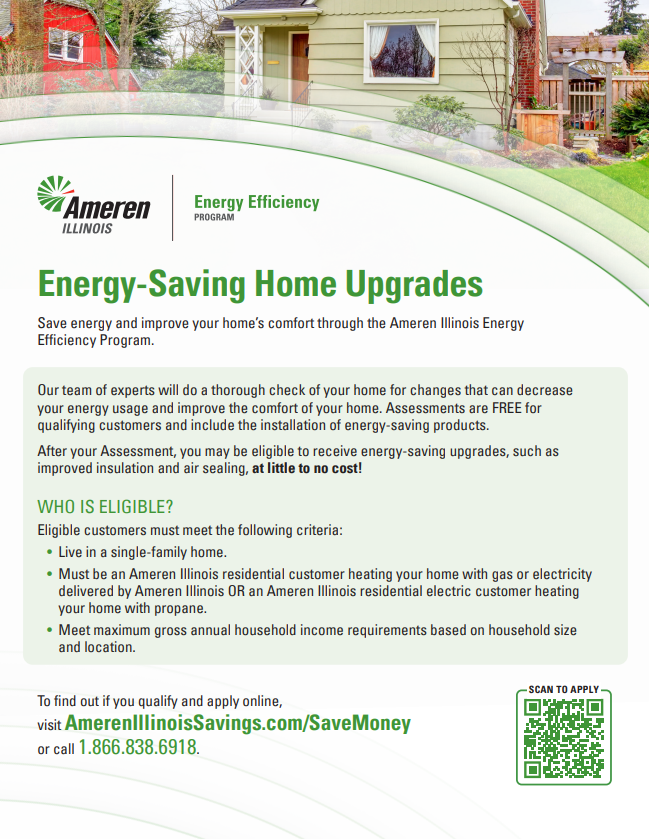 Ameren
ILLINOIS
Energy Efficiency
PROGRAM
Energy-Saving Home Upgrades
Save energy and improve your home's comfort through the Ameren Illinois Energy
Efficiency Program.
Our team of experts will do a thorough check of your home for changes that can decrease
your energy usage and improve the comfort of your home. Assessments are FREE for
qualifying customers and include the installation of energy-saving products.
After your Assessment, you may be eligible to receive energy-saving upgrades, such as
improved insulation and air sealing, at little to no cost!
WHO IS ELIGIBLE?
Eligible customers must meet the following criteria:
• Live in a single-family home.
• Must be an Ameren Illinois residential customer heating your home with gas or electricity
delivered by Ameren Illinois OR an Ameren Illinois residential electric customer heating
your home with propane.
• Meet maximum gross annual household income requirements based on household size
and location.
To find out if you qualify and apply online,
visit AmerenIllinoisSavings.com/SaveMoney
or call 1.866.838.6918.
SCAN TO APPLY